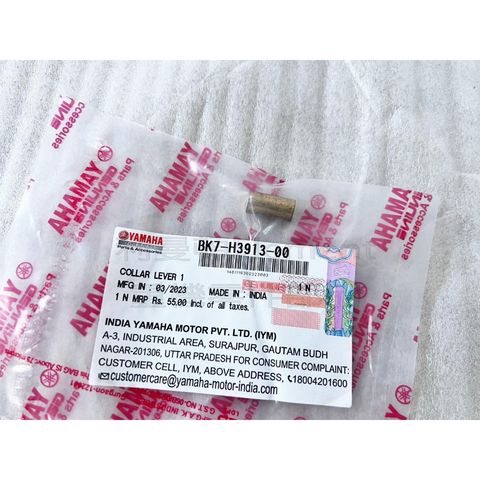 YAMAHA
GENUINE
Parts & Accessories
YAMAHA
BK7-H3913-00
COLLAR LEVER 1
MFG IN : 03/2023 MADE IN : INDIA
1 N MRP Rs. 55.00 Incl. of all taxes.
1 N
INDIA YAMAHA MOTOR PVT. LTD. (IYM)
A-3, INDUSTRIAL AREA, SURAJPUR, GAUTAM BUDH
NAGAR-201306, UTTAR PRADESH FOR CONSUMER COMPLAINT:
CUSTOMER CELL, IYM, ABOVE ADDRESS, 18004201600
customercare@yamaha-motor-india.com